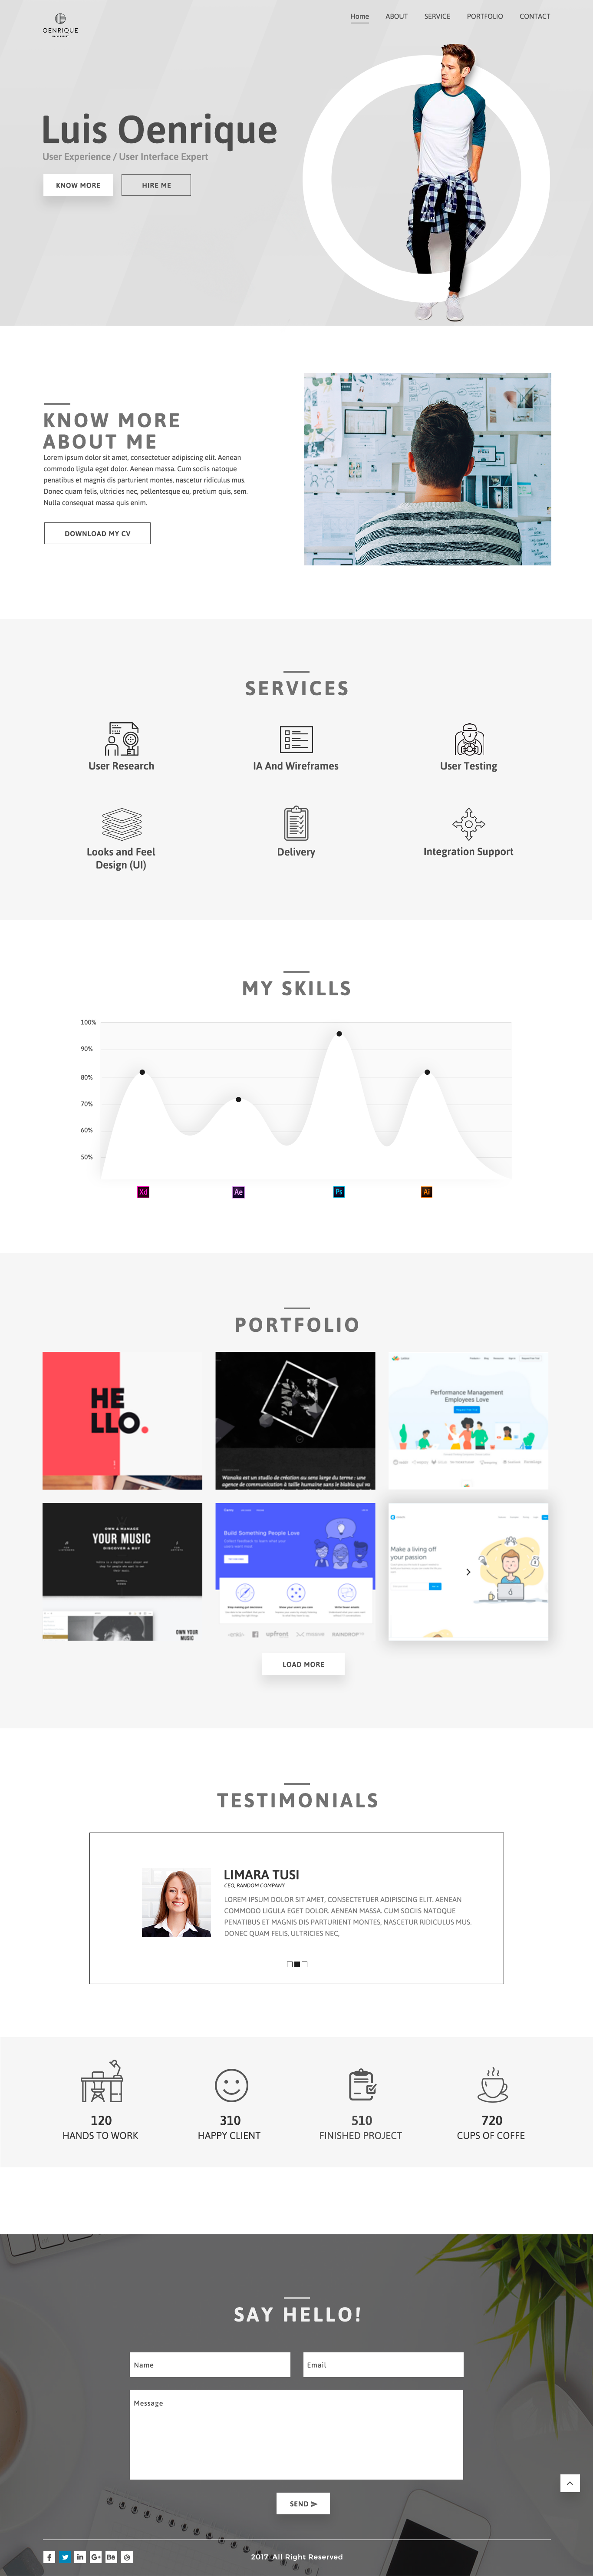 OENRIQUE
Home ABOUT SERVICE PORTFOLIO CONTACT
Luis Oenrique
User Experience / User Interface Expert
KNOW MORE HIRE ME
KNOW MORE
ABOUT ME
Lorem ipsum dolor sit amet, consectetuer adipiscing elit. Aenean
commodo ligula eget dolor. Aenean massa. Cum sociis natoque
penatibus et magnis dis parturient montes, nascetur ridiculus mus.
Donec quam felis, ultricies nec, pellentesque eu, pretium quis, sem.
Nulla consequat massa quis enim.
DOWNLOAD MY CV
SERVICES
User Research
IA And Wireframes
User Testing
Looks and Feel
Design (UI)
Delivery
Integration Support
MY SKILLS
100%
90%
80%
70%
60%
50%
Xd Ae Ps Ai
PORTFOLIO
HE
LLO.
Wanaka est un studio de création au sens large du terme : une
agence de communication à taille humaine sans le blabla qui va
Performance Management
Employees Love
OWN & MANAGE
YOUR MUSIC
DISCOVER & BUY
OWN YOUR
MUSIC
Build Something People Love
upfront
Make a living off
your passion
LOAD MORE
TESTIMONIALS
LIMARA TUSI
CEO, RANDOM COMPANY
LOREM IPSUM DOLOR SIT AMET, CONSECTETUER ADIPISCING ELIT. AENEAN
COMMODO LIGULA EGET DOLOR. AENEAN MASSA. CUM SOCIIS NATOQUE
PENATIBUS ET MAGNIS DIS PARTURIENT MONTES, NASCETUR RIDICULUS MUS.
DONEC QUAM FELIS, ULTRICIES NEC,
120
HANDS TO WORK
310
HAPPY CLIENT
510
FINISHED PROJECT
720
CUPS OF COFFE
SAY HELLO!
Name
Email
Message
SEND
f in G+ Bē
2017. All Right Reserved